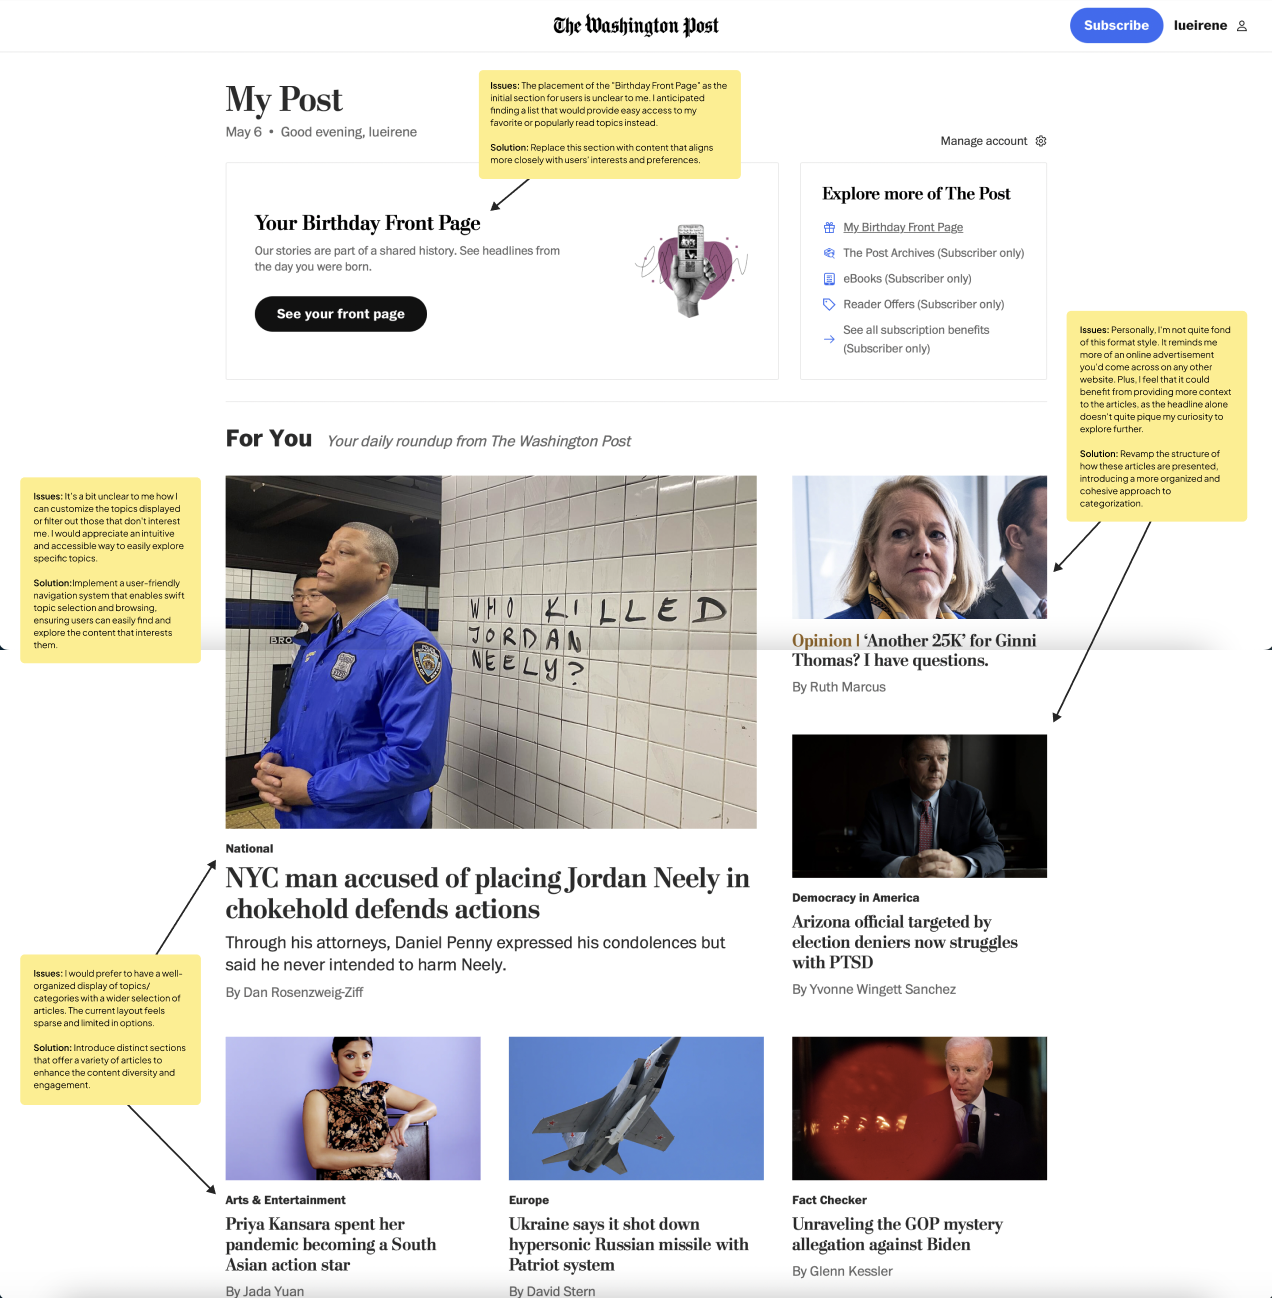 The Washington Post
Subscribe
lueirene
My Post
May 6 • Good evening, lueirene
Issues: The placement of the "Birthday Front Page" as the
initial section for users is unclear to me. I anticipated
finding a list that would provide easy access to my
favorite or popularly read topics instead.
Solution: Replace this section with content that aligns
more closely with users' interests and preferences.
Manage account
Your Birthday Front Page
Our stories are part of a shared history. See headlines from
the day you were born.
See your front page
Explore more of The Post
My Birthday Front Page
The Post Archives (Subscriber only)
eBooks (Subscriber only)
Reader Offers (Subscriber only)
See all subscription benefits
(Subscriber only)
Issues: Personally, I'm not quite fond
of this format style. It reminds me
more of an online advertisement
you'd come across on any other
website. Plus, I feel that it could
benefit from providing more context
to the articles, as the headline alone
doesn't quite pique my curiosity to
explore further.
Solution: Revamp the structure of
how these articles are presented,
introducing a more organized and
cohesive approach to
categorization.
For You
Your daily roundup from The Washington Post
Issues: It's a bit unclear to me how I
can customize the topics displayed
or filter out those that don't interest
me. I would appreciate an intuitive
and accessible way to easily explore
specific topics.
Solution:Implement a user-friendly
navigation system that enables swift
topic selection and browsing,
ensuring users can easily find and
explore the content that interests
them.
BRO
WHO KILLED
JORDAN
NEELY?
Opinion | ‘Another 25K’ for Ginni
Thomas? I have questions.
By Ruth Marcus
National
NYC man accused of placing Jordan Neely in
chokehold defends actions
Through his attorneys, Daniel Penny expressed his condolences but
said he never intended to harm Neely.
By Dan Rosenzweig-Ziff
Democracy in America
Arizona official targeted by
election deniers now struggles
with PTSD
By Yvonne Wingett Sanchez
Issues: I would prefer to have a well-
organized display of topics/
categories with a wider selection of
articles. The current layout feels
sparse and limited in options.
Solution: Introduce distinct sections
that offer a variety of articles to
enhance the content diversity and
engagement.
Arts & Entertainment
Priya Kansara spent her
pandemic becoming a South
Asian action star
By Jada Yuan
Europe
Ukraine says it shot down
hypersonic Russian missile with
Patriot system
By David Stern
Fact Checker
Unraveling the GOP mystery
allegation against Biden
By Glenn Kessler